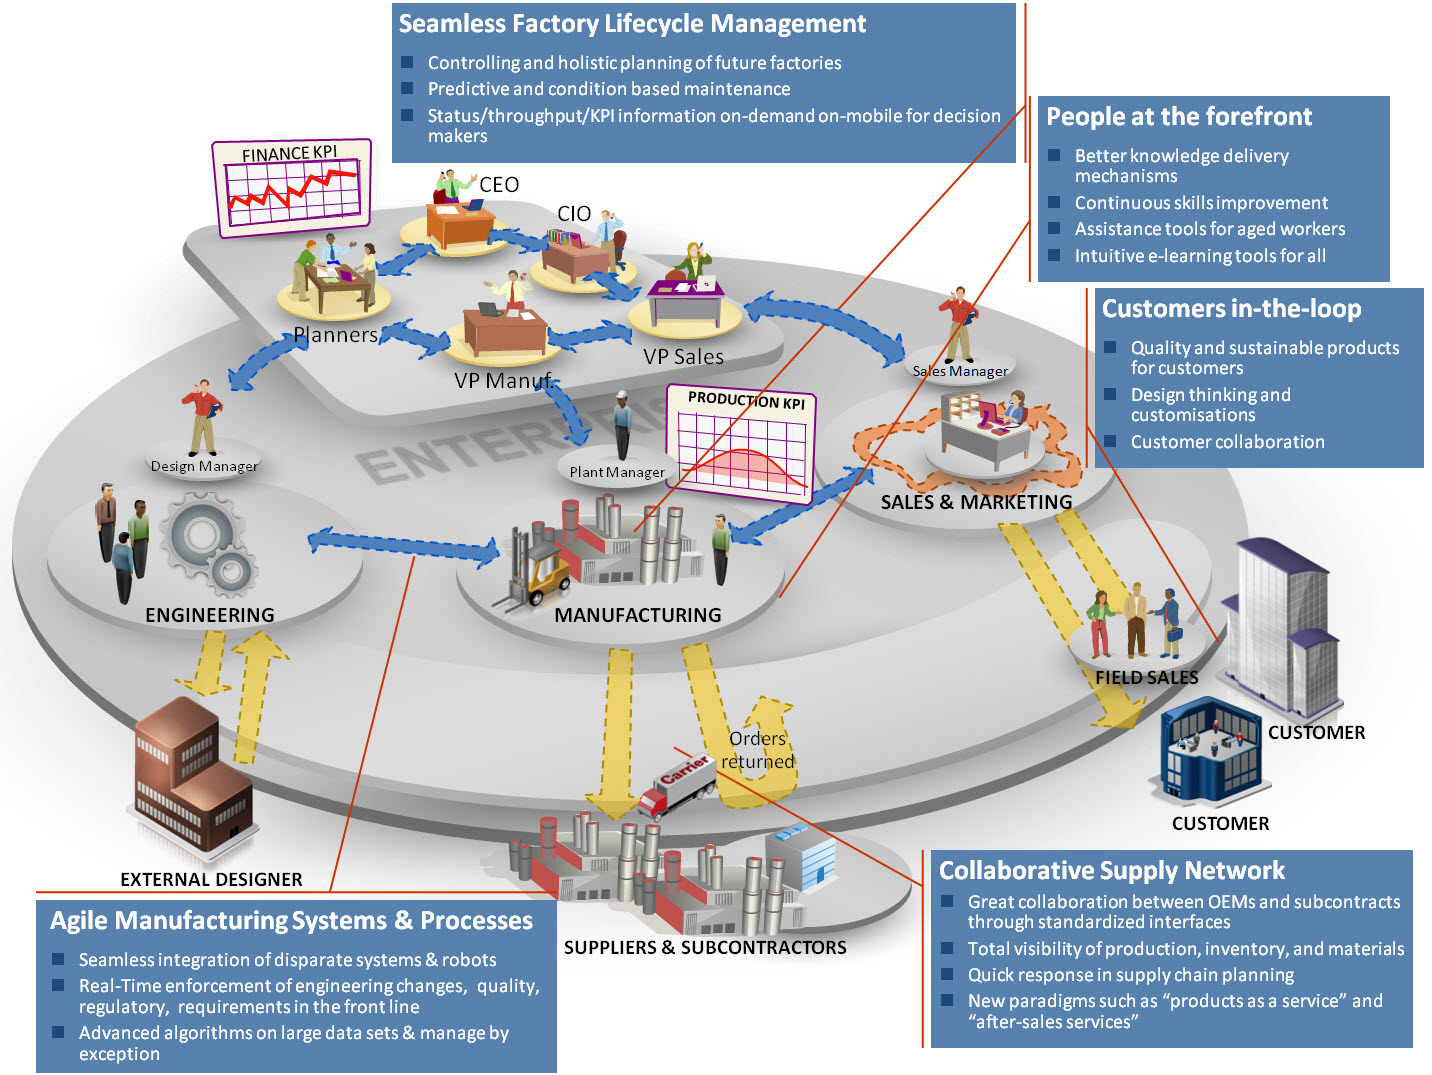 Seamless Factory Lifecycle Management
Controlling and holistic planning of future factories
Predictive and condition based maintenance
Status/throughput/KPI information on-demand on-mobile for decision
makers
People at the forefront
Better knowledge delivery
mechanisms
Continuous skills improvement
Assistance tools for aged workers
Intuitive e-learning tools for all
Customers in-the-loop
Quality and sustainable products
for customers
Design thinking and
customisations
Customer collaboration
FINANCE KPI
CEO
CIO
Planners
VP Manuf.
VP Sales
Sales Manager
Design Manager
Plant Manager
PRODUCTION KPI
SALES & MARKETING
ENGINEERING
MANUFACTURING
FIELD SALES
CUSTOMER
CUSTOMER
Orders
returned
Carrier
EXTERNAL DESIGNER
SUPPLIERS & SUBCONTRACTORS
Agile Manufacturing Systems & Processes
Seamless integration of disparate systems & robots
Real-Time enforcement of engineering changes, quality,
regulatory, requirements in the front line
Advanced algorithms on large data sets & manage by
exception
Collaborative Supply Network
Great collaboration between OEMs and subcontracts
through standardized interfaces
Total visibility of production, inventory, and materials
Quick response in supply chain planning
New paradigms such as “products as a service” and
“after-sales services”